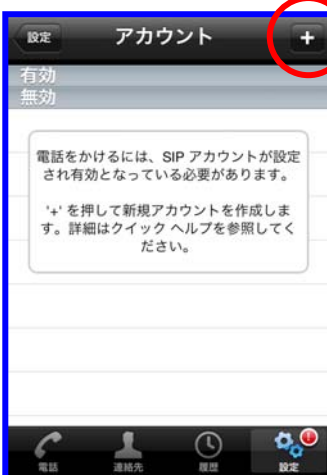 設定 アカウント +
有効
無効
電話をかけるには、SIP アカウントが設定
され有効となっている必要があります。
'+' を押して新規アカウントを作成しま
す。詳細はクイック ヘルプを参照してく
ださい。
電話 連絡先 履歴 設定